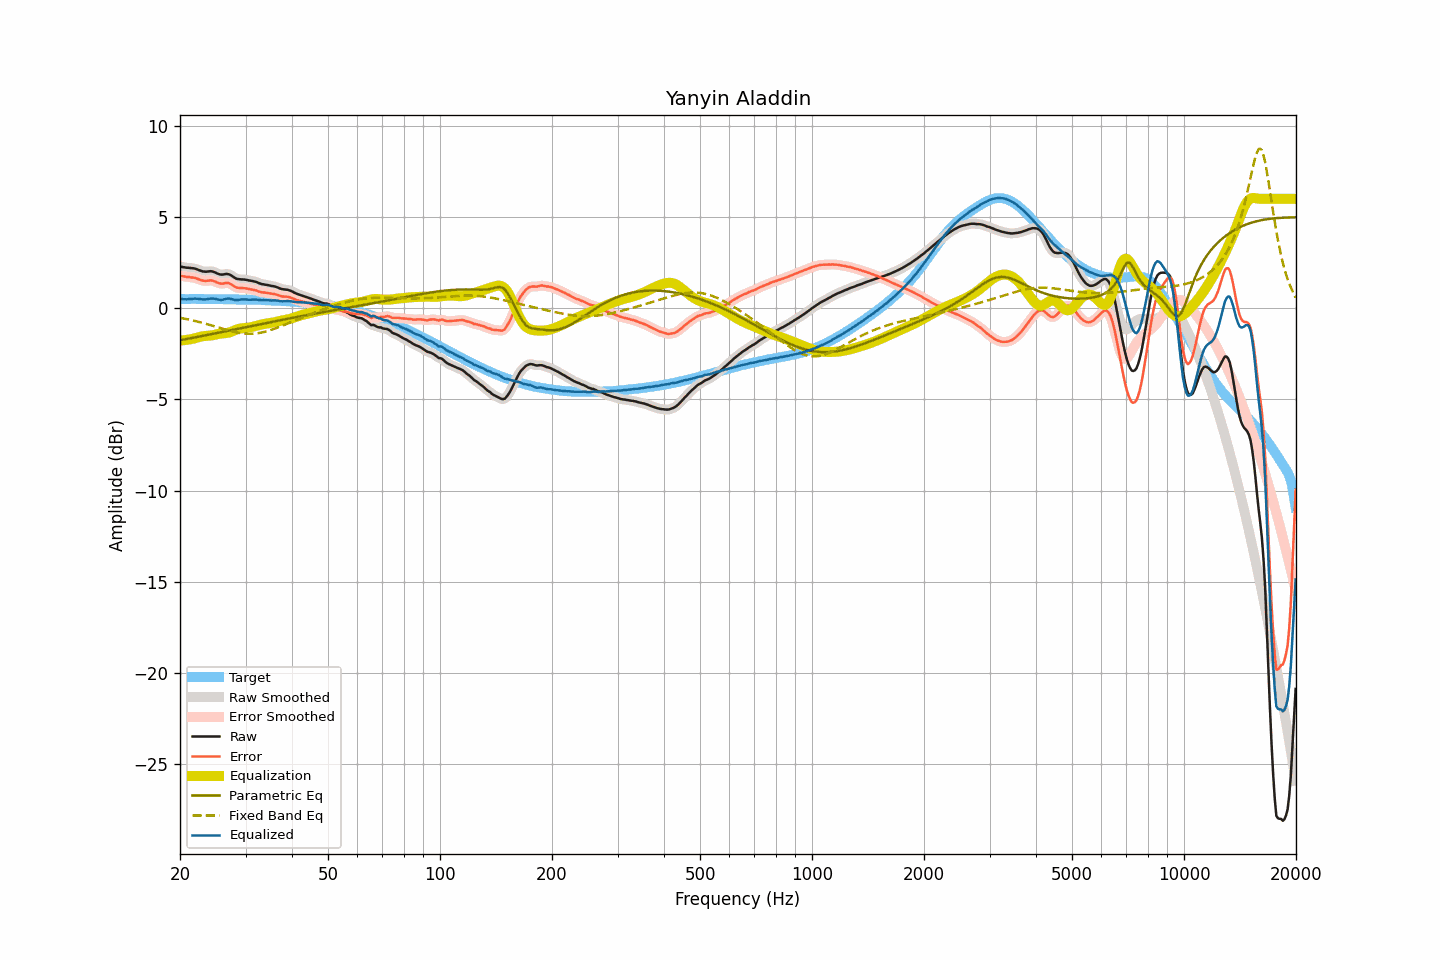 Yanyin Aladdin
Amplitude (dBr)
10
5
0
−5
−10
−15
−20
−25
Target
Raw Smoothed
Error Smoothed
Raw
Error
Equalization
Parametric Eq
Fixed Band Eq
Equalized
20 50 100 200 500 1000 2000 5000 10000 20000
Frequency (Hz)